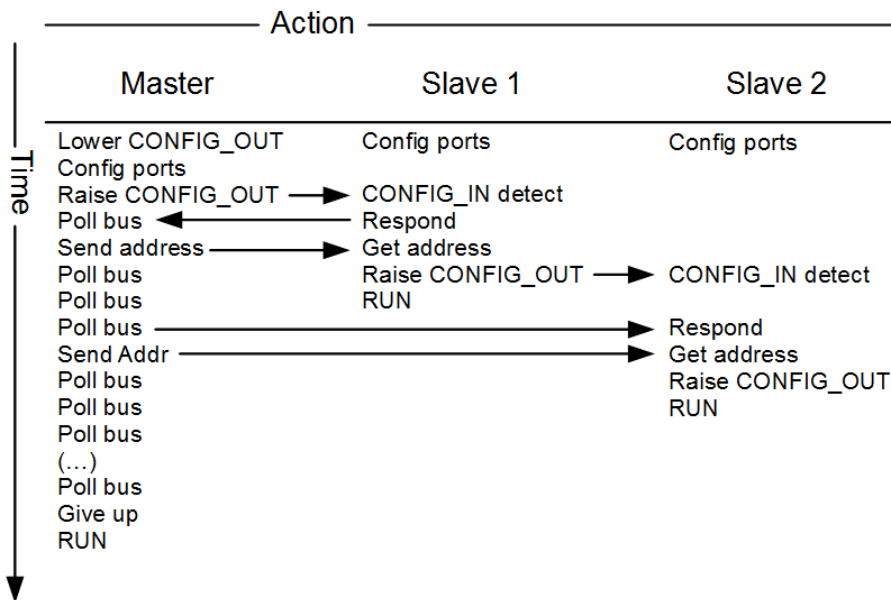 Action
Time
Master Slave 1 Slave 2
Lower CONFIG_OUT Config ports Config ports
Config ports
Raise CONFIG_OUT CONFIG_IN detect
Poll bus Respond
Send address Get address
Poll bus Raise CONFIG_OUT CONFIG_IN detect
Poll bus RUN
Poll bus Respond
Send Addr Get address
Poll bus Raise CONFIG_OUT
Poll bus RUN
Poll bus
(...)
Poll bus
Give up
RUN